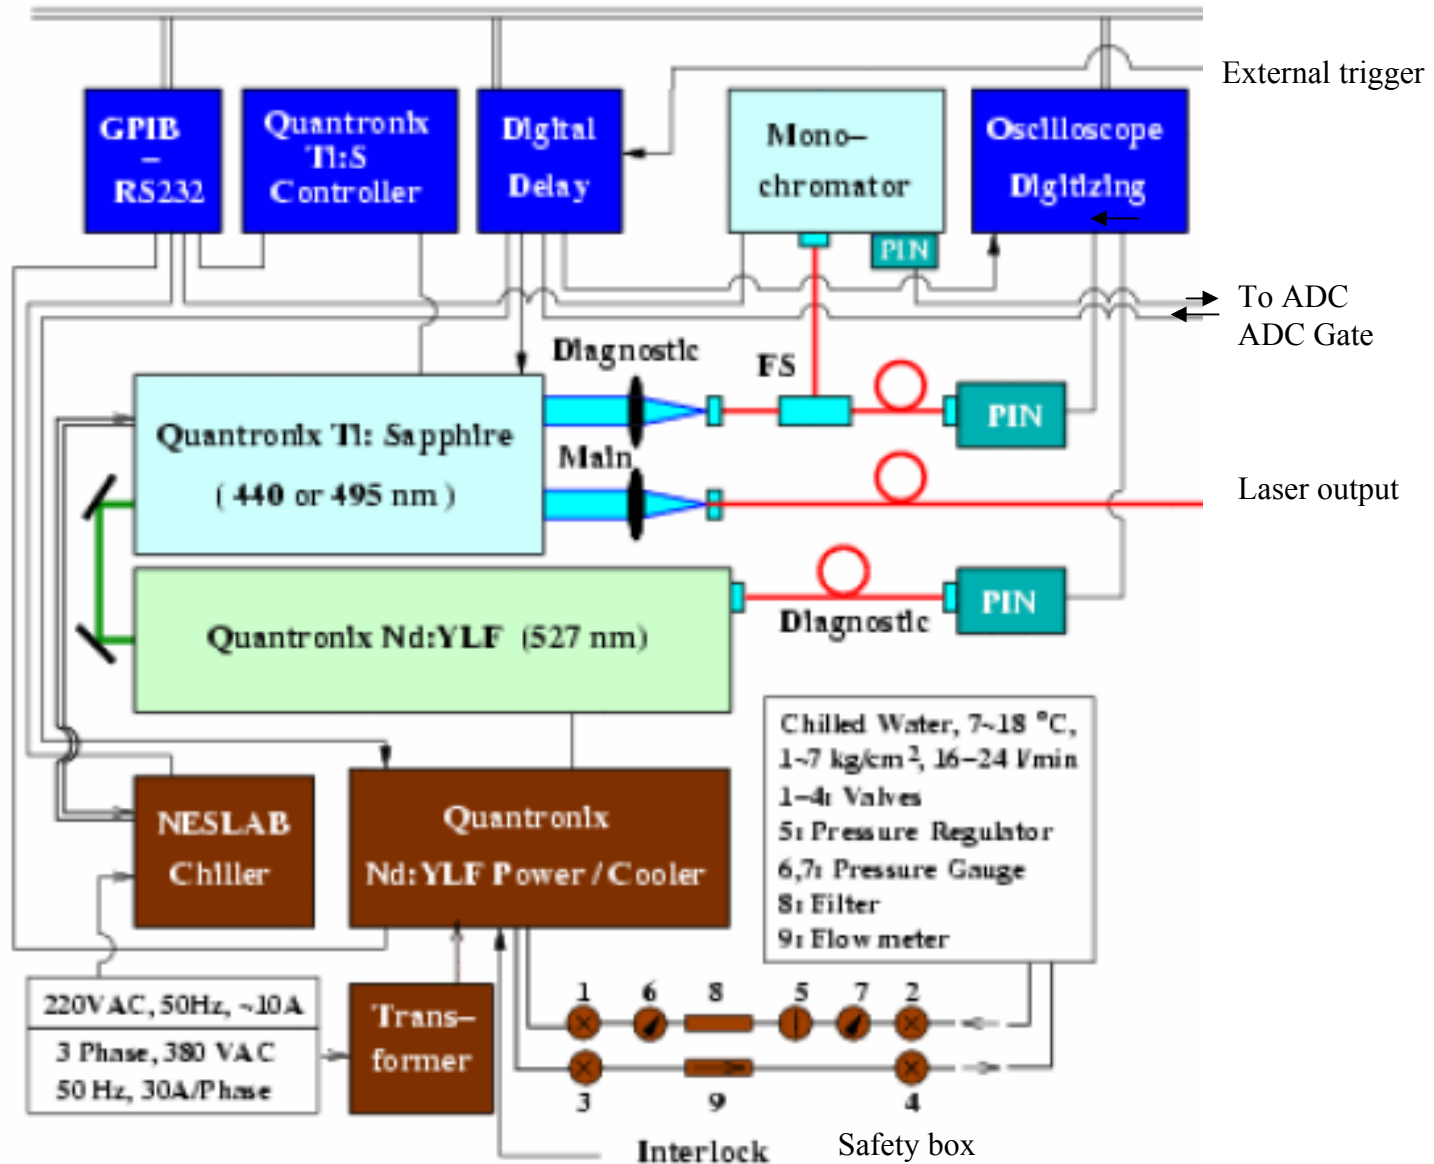 External trigger
GPIB
–
RS232
Quantronix
Ti:S
Controller
Digital
Delay
Mono–
chromator
PIN
Oscilloscope
Digitizing
To ADC
ADC Gate
Diagnostic
FS
PIN
Quantronix Ti: Sapphire
( 440 or 495 nm )
Main
Laser output
Quantronix Nd:YLF (527 nm)
Diagnostic
PIN
Chilled Water, 7~18 °C,
1~7 kg/cm², 16–24 l/min
1–4: Valves
5: Pressure Regulator
6,7: Pressure Gauge
8: Filter
9: Flow meter
NESLAB
Chiller
Quantronix
Nd:YLF Power / Cooler
220VAC, 50Hz, ~10A
3 Phase, 380 VAC
50 Hz, 30A/Phase
Trans–
former
1 6 8 5 7 2
3 9 4
Interlock
Safety box